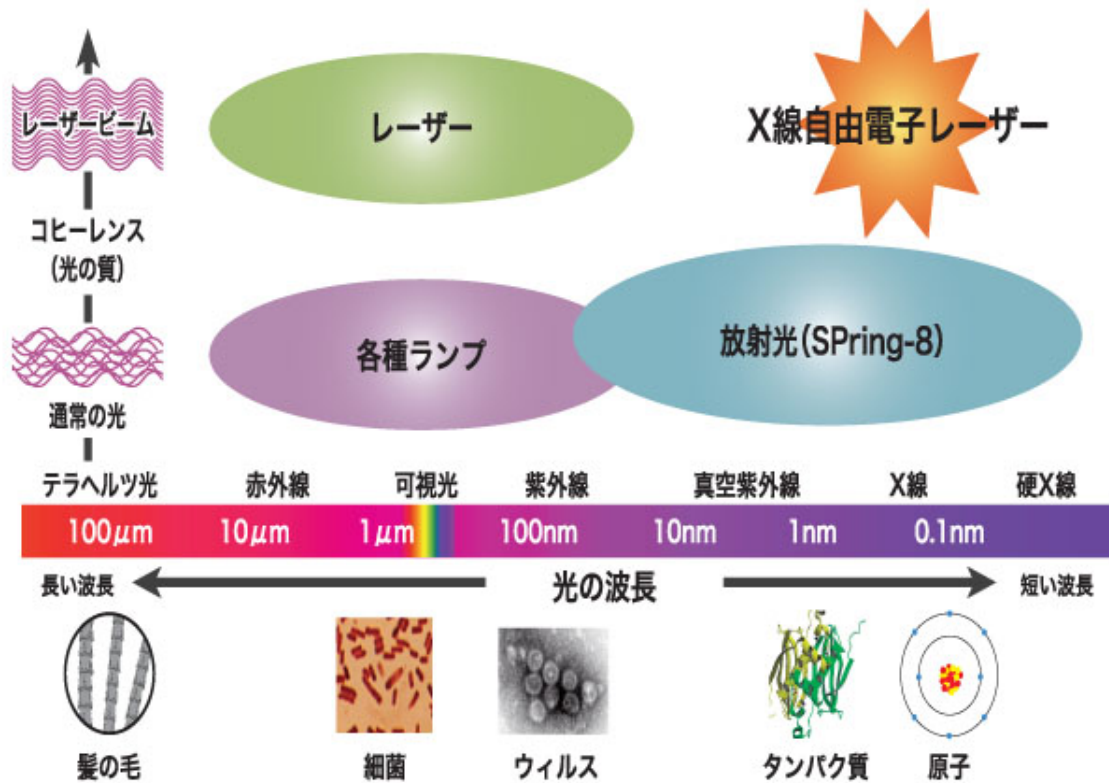 レーザービーム
レーザー
X線自由電子レーザー
コヒーレンス
(光の質)
各種ランプ
放射光(SPring-8)
通常の光
テラヘルツ光 赤外線 可視光 紫外線 真空紫外線 X線 硬X線
100μm 10μm 1μm 100nm 10nm 1nm 0.1nm
長い波長 光の波長 短い波長
髪の毛 細菌 ウィルス タンパク質 原子